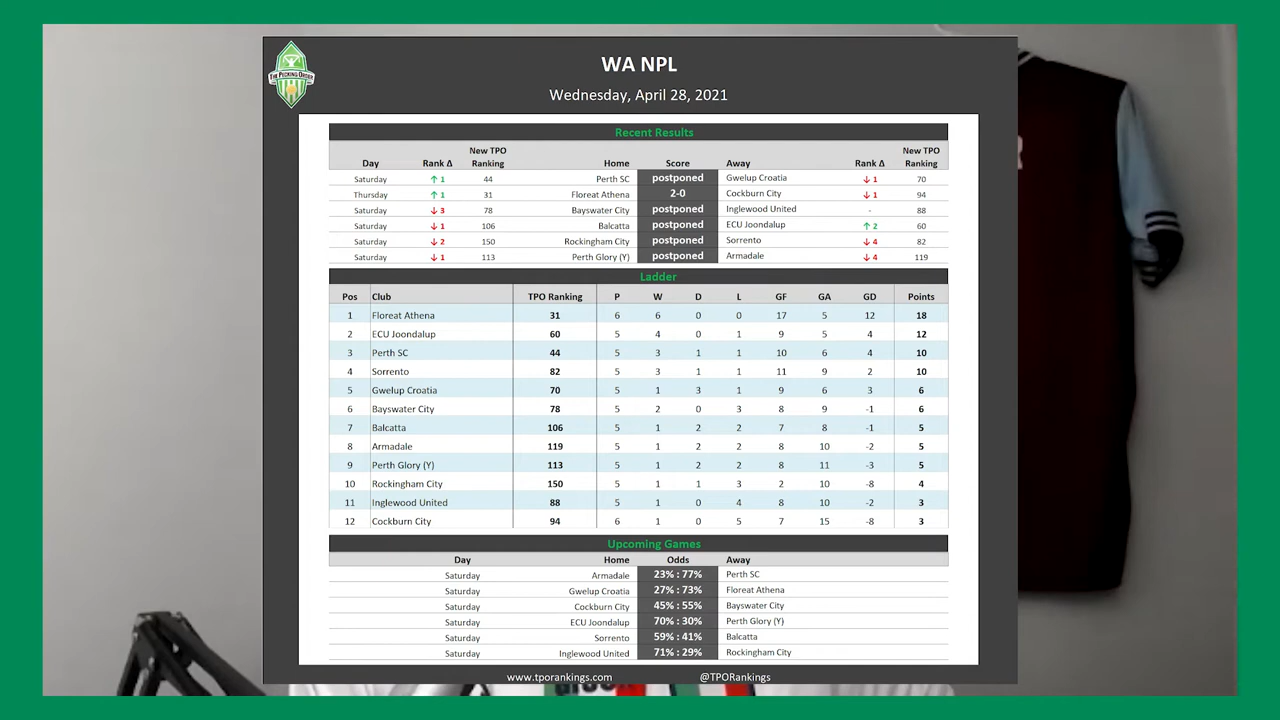 THE PECKING ORDER
WA NPL
Wednesday, April 28, 2021
Recent Results
Day Rank Δ New TPO Ranking Home Score Away Rank Δ New TPO Ranking
Saturday ↑ 1 44 Perth SC postponed Gwelup Croatia ↓ 1 70
Thursday ↑ 1 31 Floreat Athena 2-0 Cockburn City ↓ 1 94
Saturday ↓ 3 78 Bayswater City postponed Inglewood United - 88
Saturday ↓ 1 106 Balcatta postponed ECU Joondalup ↑ 2 60
Saturday ↓ 2 150 Rockingham City postponed Sorrento ↓ 4 82
Saturday ↓ 1 113 Perth Glory (Y) postponed Armadale ↓ 4 119
Ladder
Pos Club TPO Ranking P W D L GF GA GD Points
1 Floreat Athena 31 6 6 0 0 17 5 12 18
2 ECU Joondalup 60 5 4 0 1 9 5 4 12
3 Perth SC 44 5 3 1 1 10 6 4 10
4 Sorrento 82 5 3 1 1 11 9 2 10
5 Gwelup Croatia 70 5 1 3 1 9 6 3 6
6 Bayswater City 78 5 2 0 3 8 9 -1 6
7 Balcatta 106 5 1 2 2 7 8 -1 5
8 Armadale 119 5 1 2 2 8 10 -2 5
9 Perth Glory (Y) 113 5 1 2 2 8 11 -3 5
10 Rockingham City 150 5 1 1 3 2 10 -8 4
11 Inglewood United 88 5 1 0 4 8 10 -2 3
12 Cockburn City 94 6 1 0 5 7 15 -8 3
Upcoming Games
Day Home Odds Away
Saturday Armadale 23% : 77% Perth SC
Saturday Gwelup Croatia 27% : 73% Floreat Athena
Saturday Cockburn City 45% : 55% Bayswater City
Saturday ECU Joondalup 70% : 30% Perth Glory (Y)
Saturday Sorrento 59% : 41% Balcatta
Saturday Inglewood United 71% : 29% Rockingham City
www.tporankings.com @TPORankings